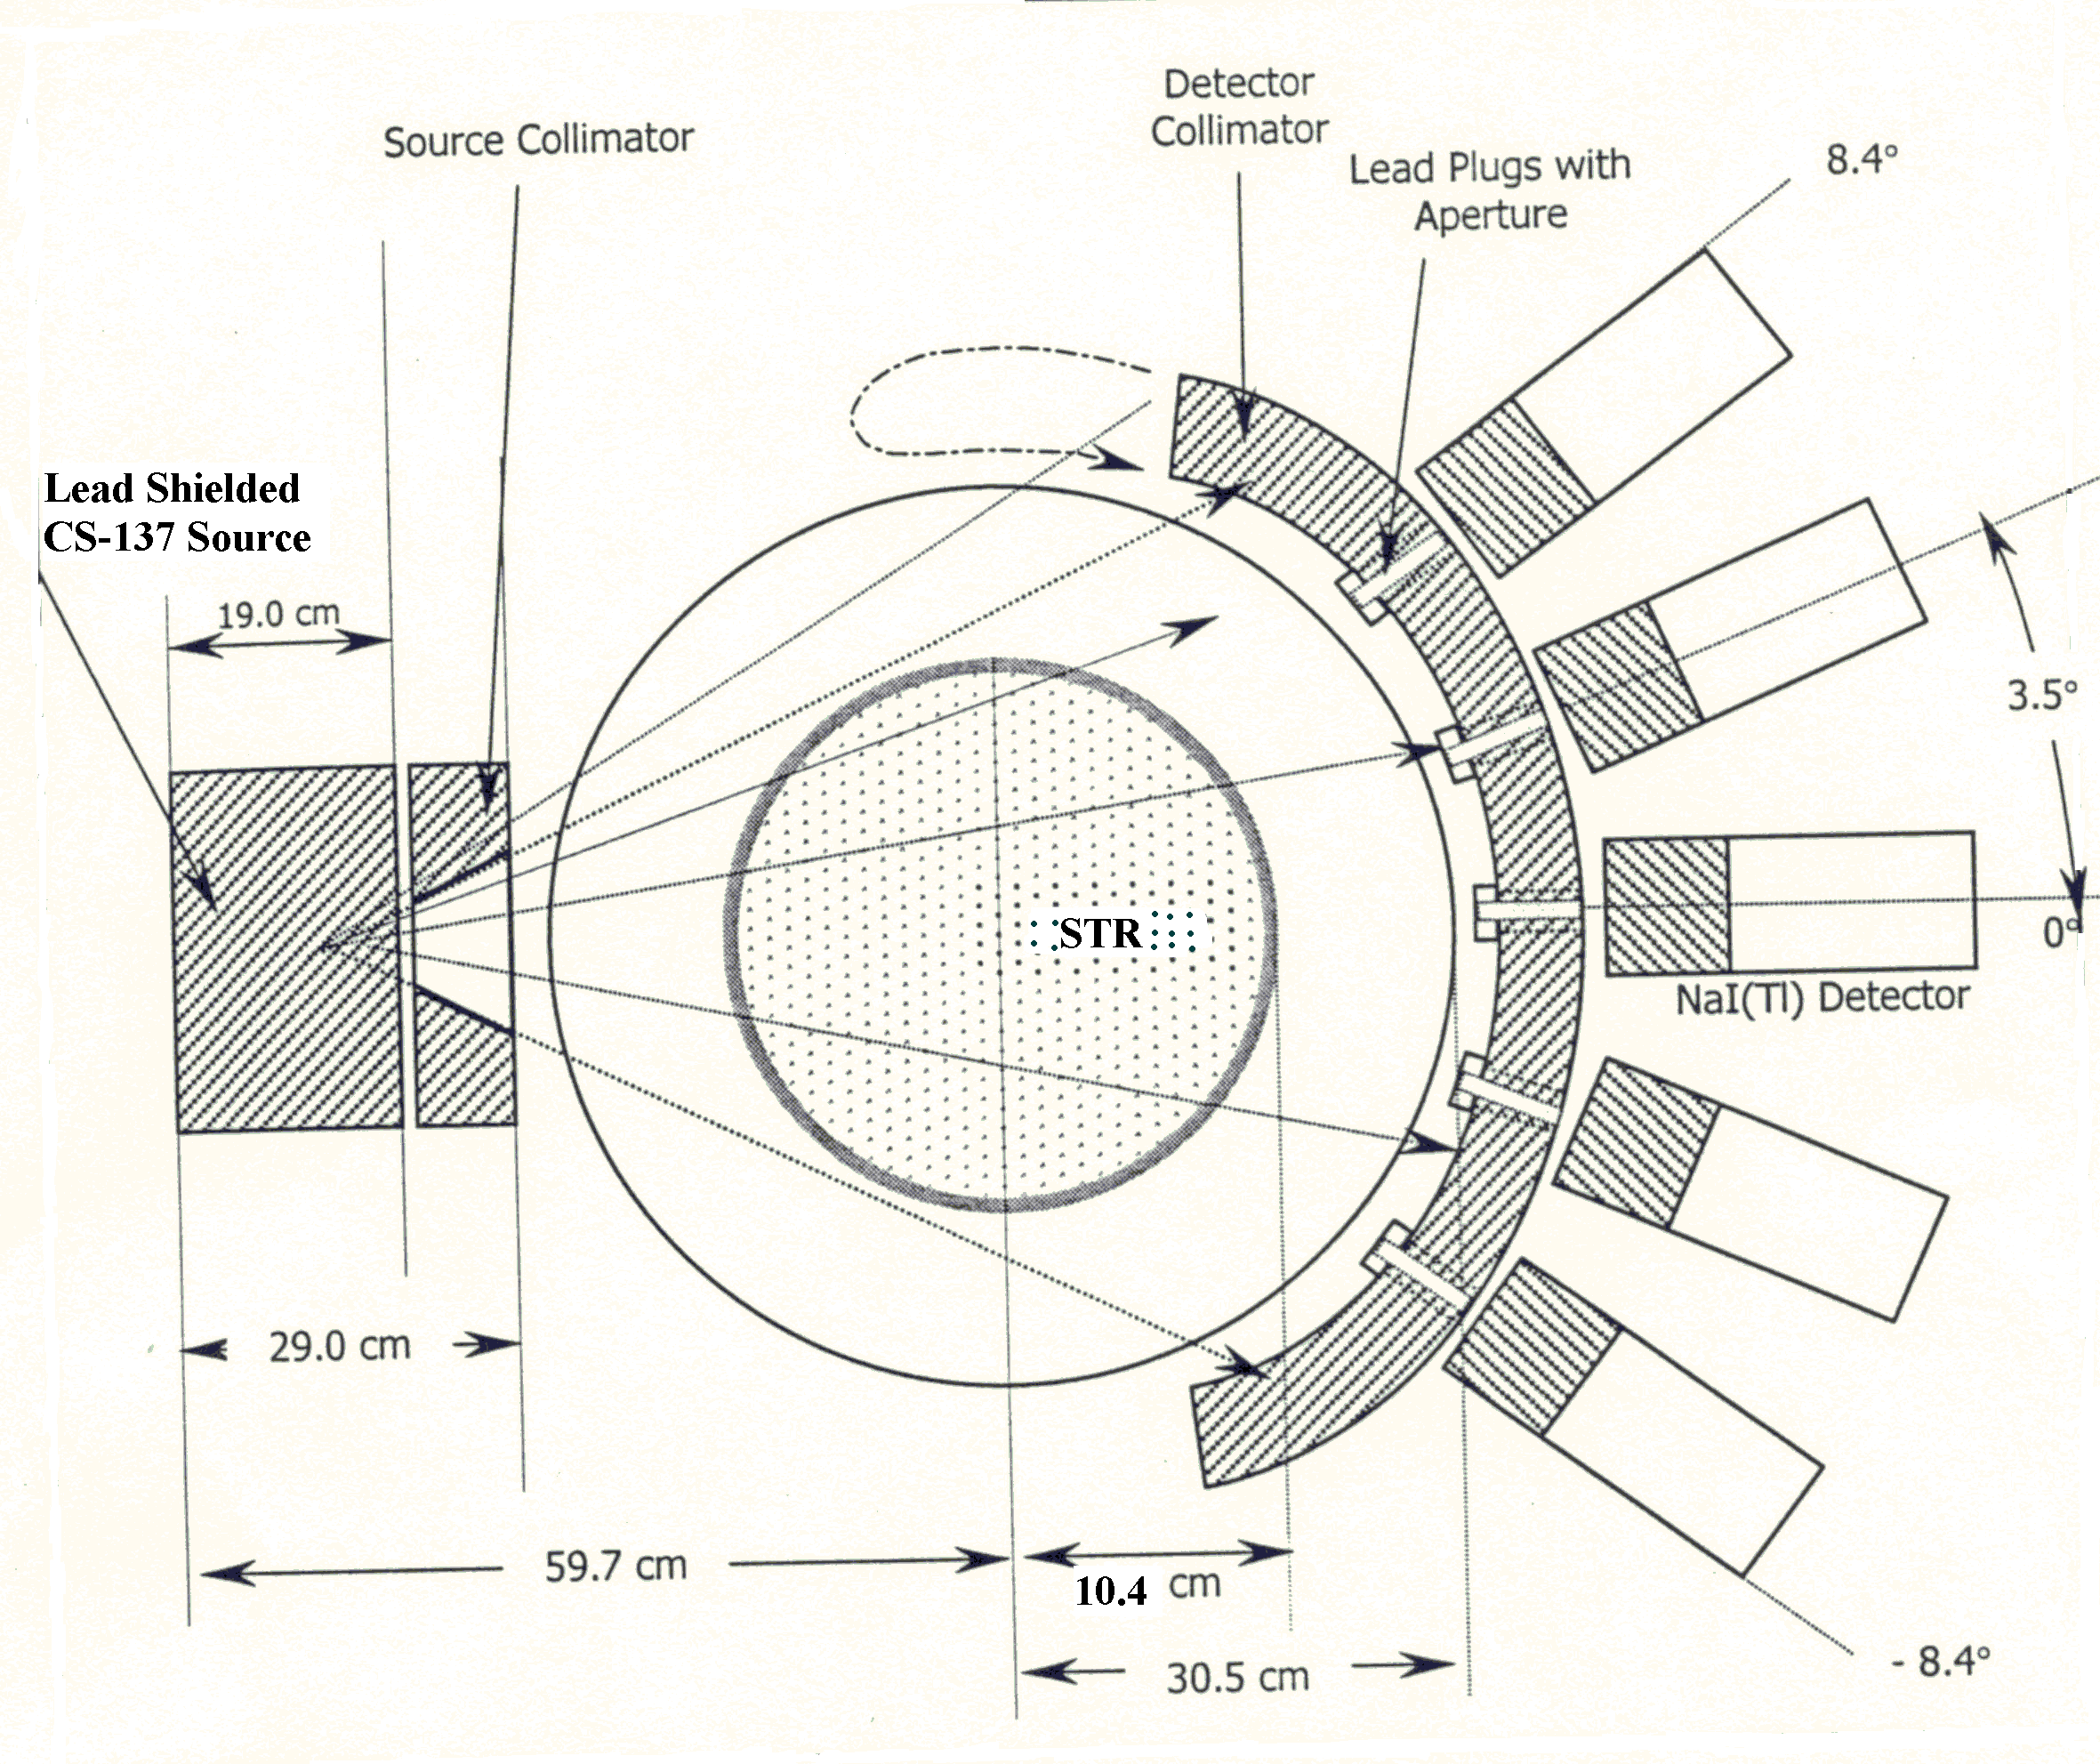 Detector
Collimator
Source Collimator
Lead Plugs with
Aperture
8.4°
Lead Shielded
CS-137 Source
19.0 cm
3.5°
STR
0°
NaI(Tl) Detector
29.0 cm
59.7 cm
10.4 cm
30.5 cm
- 8.4°